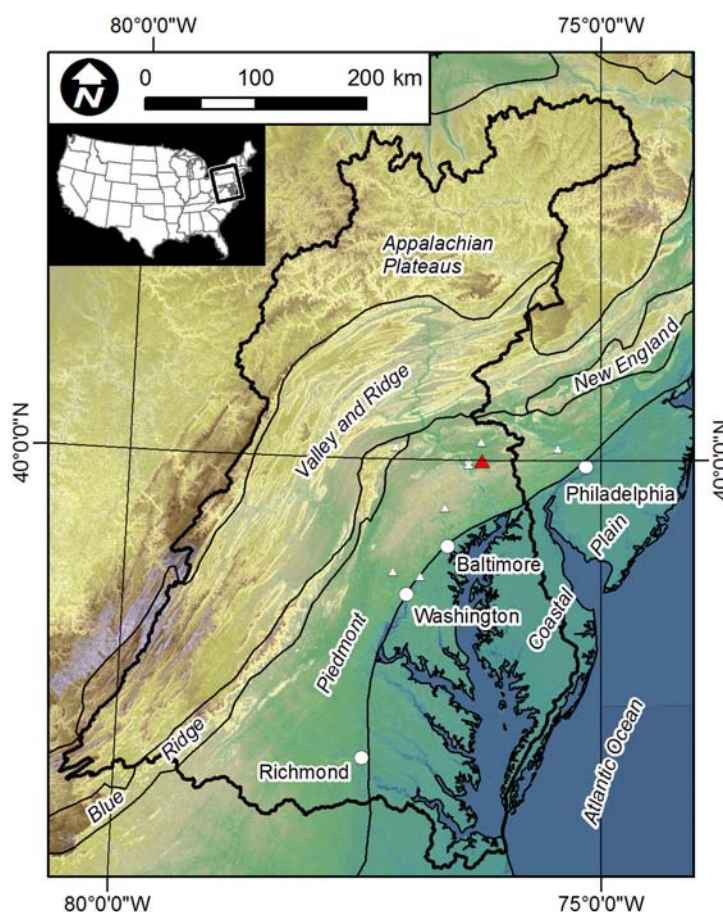 80°0'0"W
75°0'0"W
N
0 100 200 km
Appalachian
Plateaus
New England
Valley and Ridge
40°0'0"N
40°0'0"N
Philadelphia
Plain
Baltimore
Coastal
Washington
Piedmont
Ridge
Atlantic Ocean
Richmond
Blue
80°0'0"W
75°0'0"W